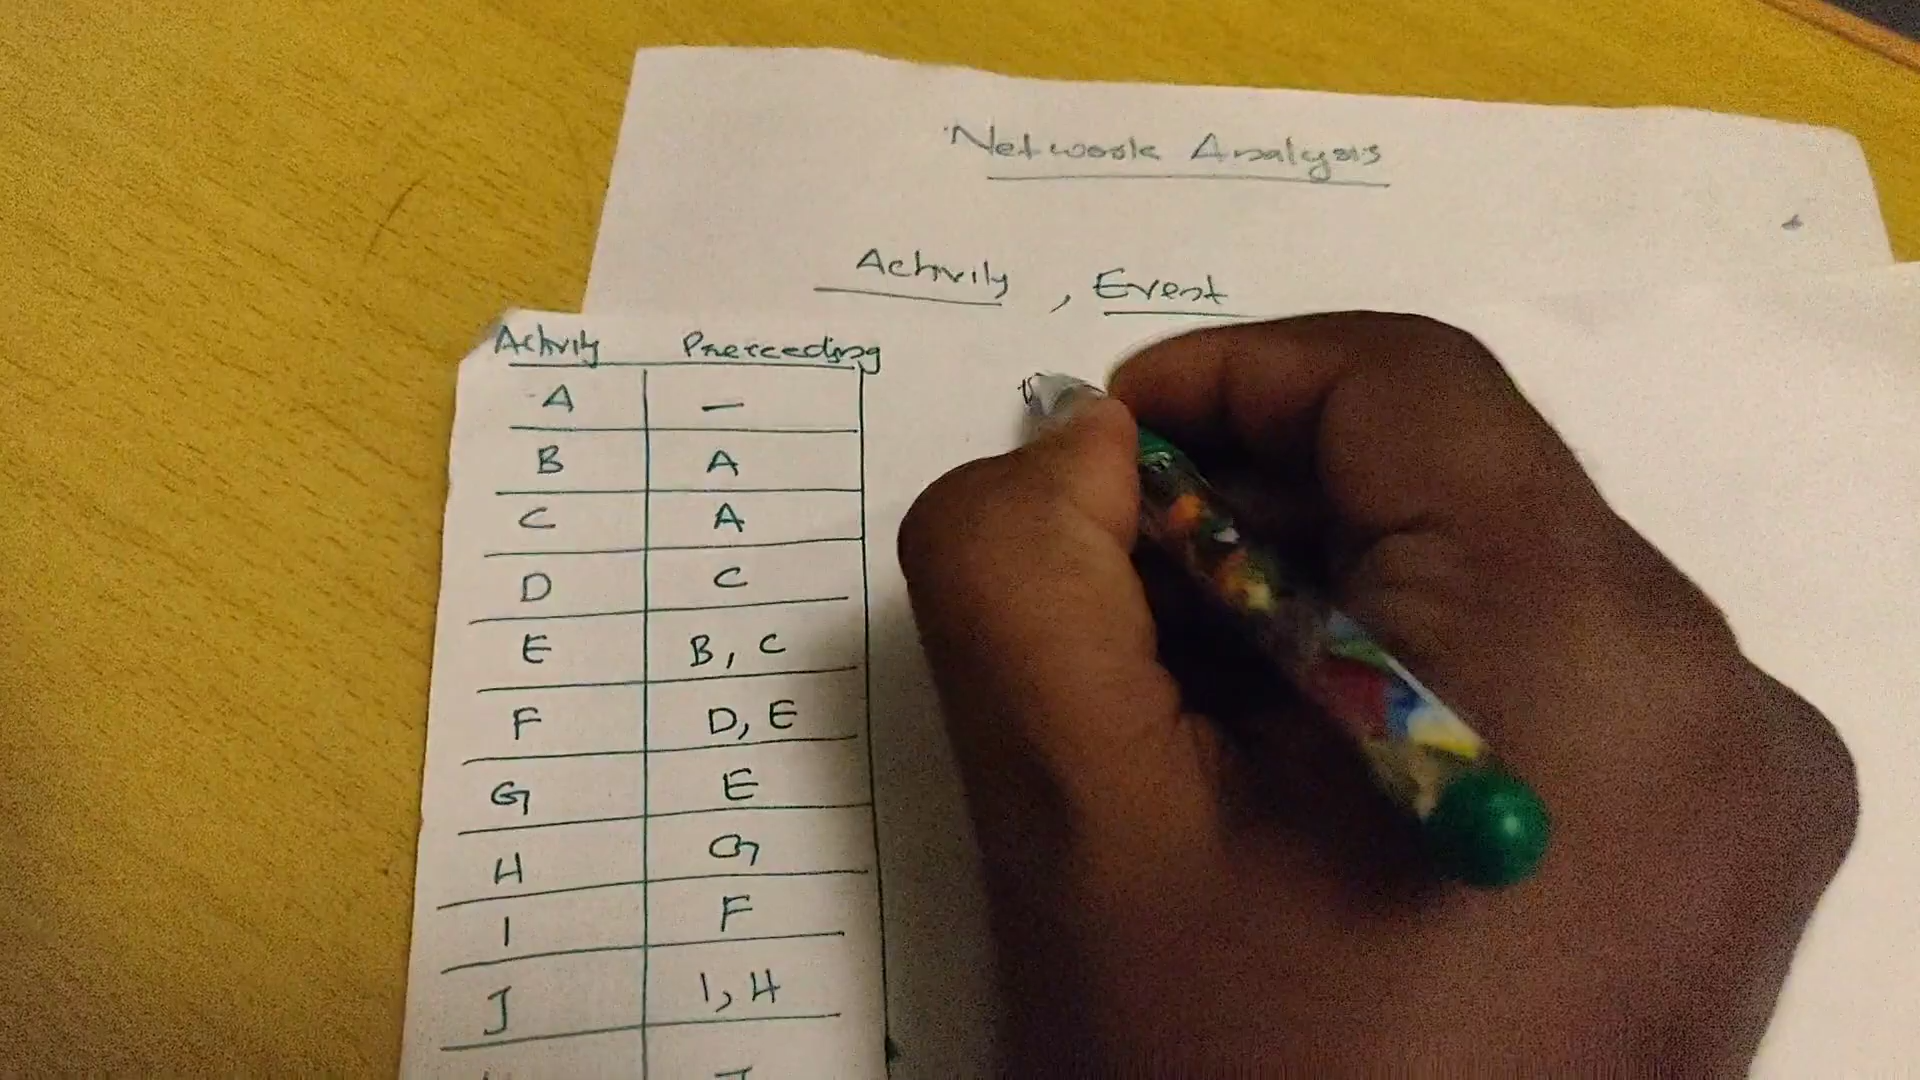 Network Analysis
Activity, Event
Activity Preceeding
A —
B A
C A
D C
E B, C
F D, E
G E
H G
I F
J I, H